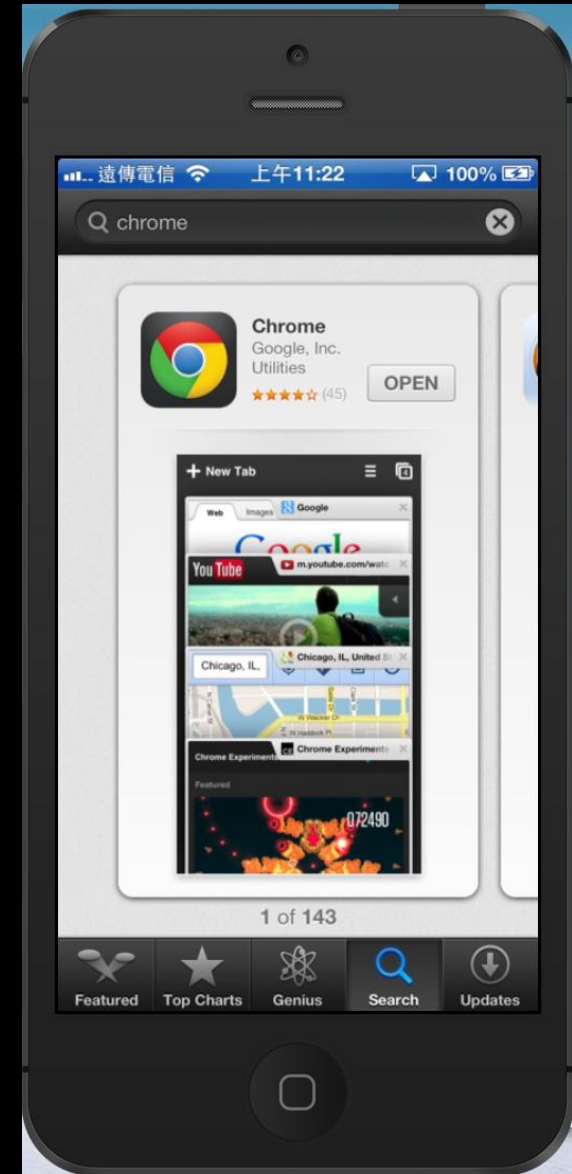 遠傳電信 上午11:22 100%
chrome
Chrome
Google, Inc.
Utilities
(45)
OPEN
New Tab
Web Images Google
Google
YouTube m.youtube.com/watc
Chicago, IL, Chicago, IL, United St
W Wacker Dr
W Haddock Pl
Chrome Experiments Chrome Experiments
Featured
072490
1 of 143
Featured Top Charts Genius Search Updates